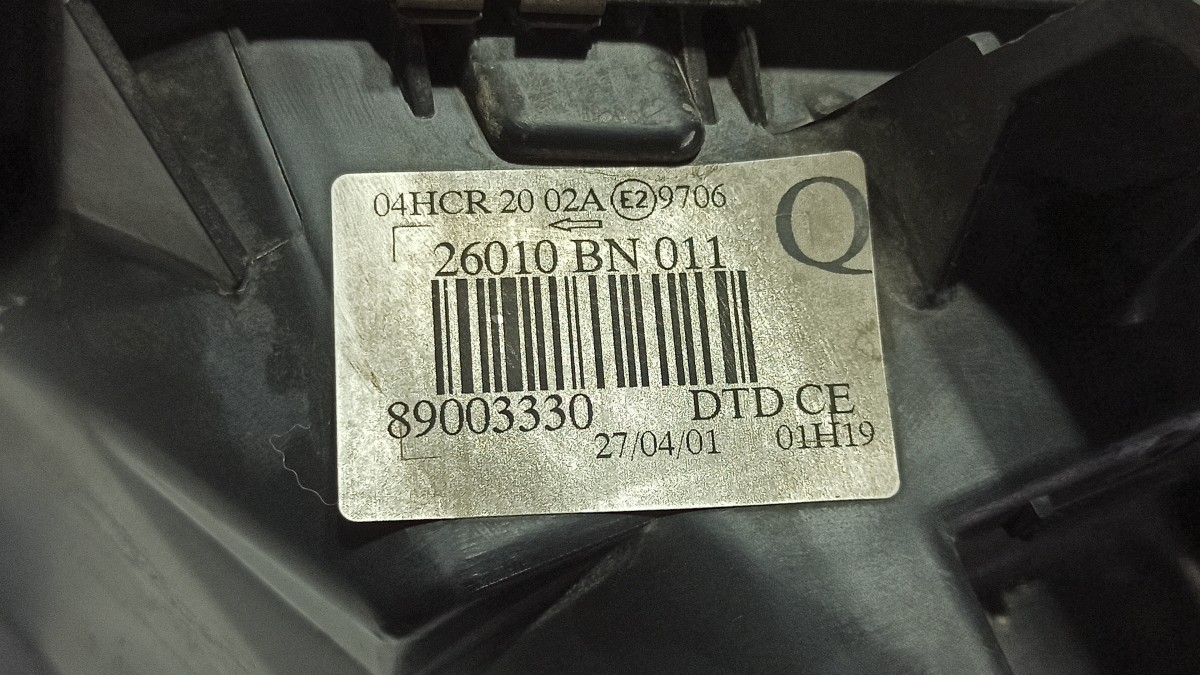 04HCR 20 02A E2 9706
Q
26010 BN 011
89003330 DTD CE
27/04/01 01H19